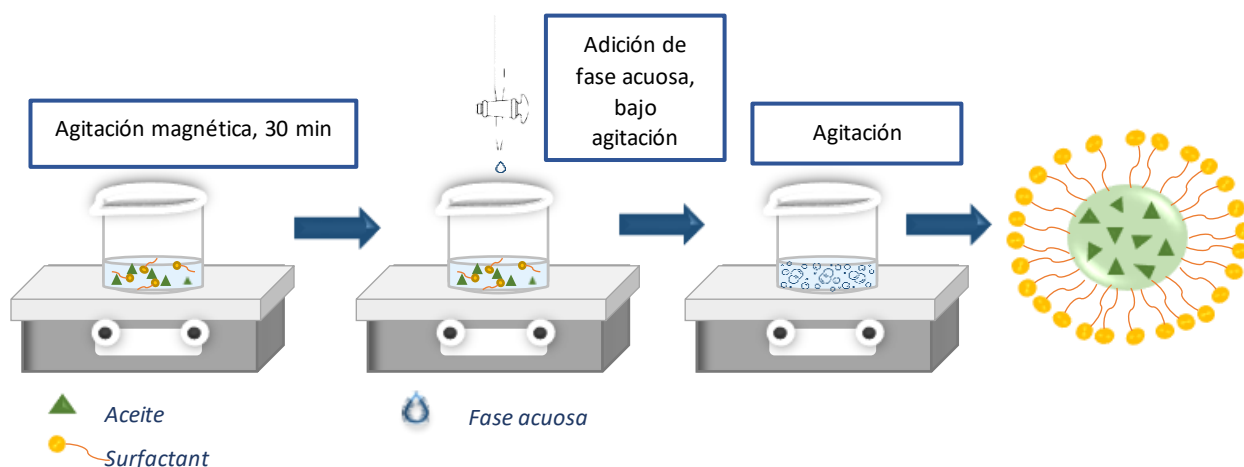 Agitación magnética, 30 min
Adición de
fase acuosa,
bajo
agitación
Agitación
Aceite
Surfactant
Fase acuosa